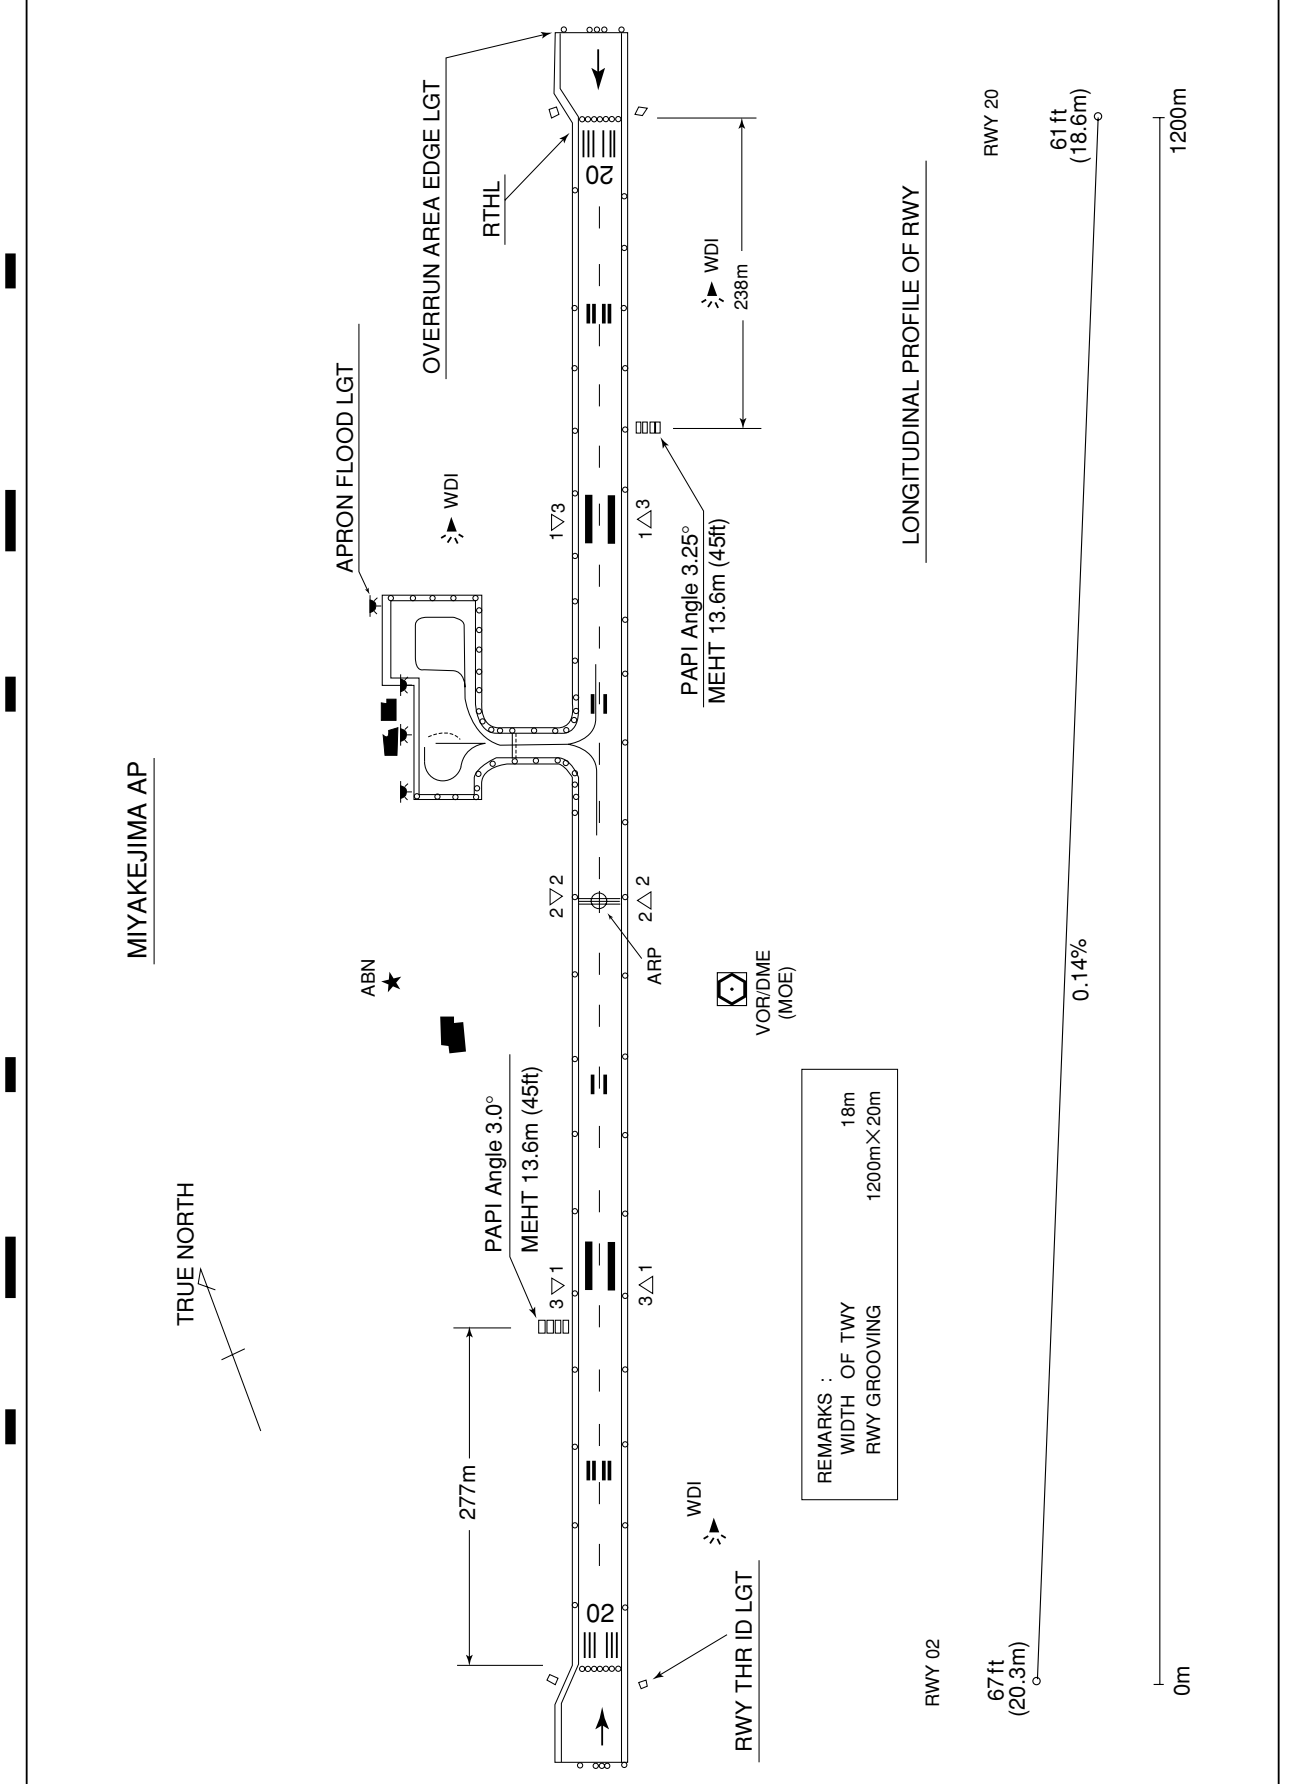 MIYAKEJIMA AP
TRUE NORTH
ABN
APRON FLOOD LGT
WDI
OVERRUN AREA EDGE LGT
RTHL
277m
PAPI Angle 3.0°
MEHT 13.6m (45ft)
3 1
2 2
1 3
02
20
3 1
2 2
1 3
ARP
PAPI Angle 3.25°
MEHT 13.6m (45ft)
WDI
238m
WDI
RWY THR ID LGT
VOR/DME
(MOE)
REMARKS :
WIDTH OF TWY 18m
RWY GROOVING 1200m×20m
LONGITUDINAL PROFILE OF RWY
RWY 02
67ft
(20.3m)
RWY 20
61ft
(18.6m)
0.14%
0m
1200m